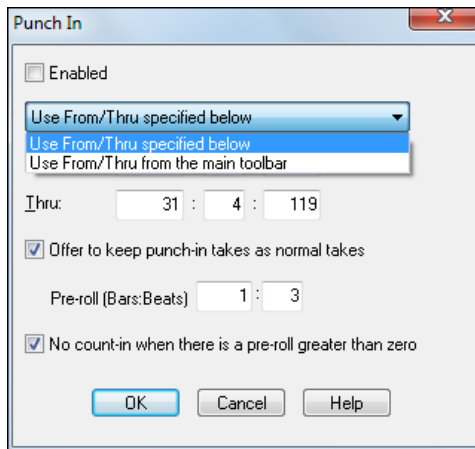 Punch In
Enabled
Use From/Thru specified below
Use From/Thru specified below
Use From/Thru from the main toolbar
Thru: 31 : 4 : 119
Offer to keep punch-in takes as normal takes
Pre-roll (Bars:Beats) 1 : 3
No count-in when there is a pre-roll greater than zero
OK Cancel Help